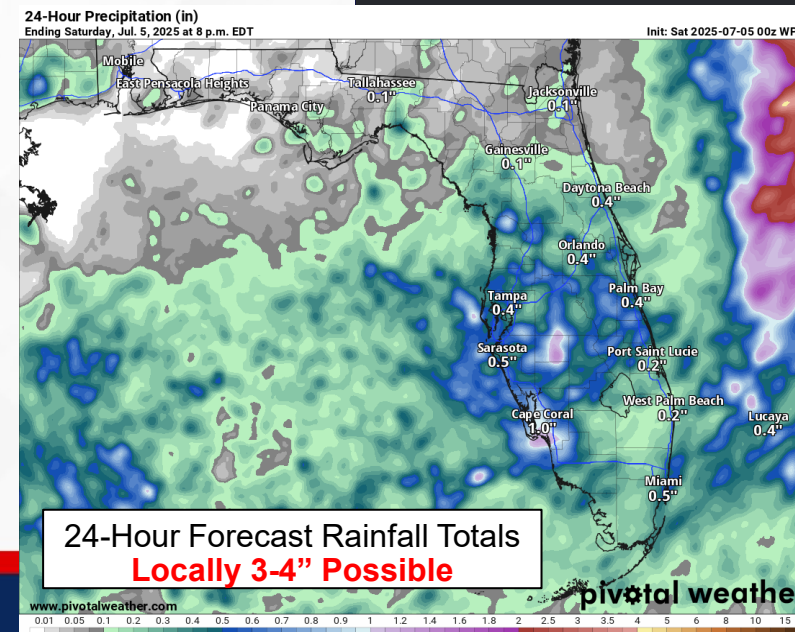 24-Hour Precipitation (in)
Ending Saturday, Jul. 5, 2025 at 8 p.m. EDT
Init: Sat 2025-07-05 00z WP
Mobile
East Pensacola Heights
Panama City
Tallahassee
0.1"
Jacksonville
0.1"
Gainesville
0.1"
Daytona Beach
0.4"
Orlando
0.4"
Tampa
0.4"
Palm Bay
0.4"
Sarasota
0.5"
Port Saint Lucie
0.2"
West Palm Beach
0.2"
Cape Coral
1.0"
Lucaya
0.4"
Miami
0.5"
24-Hour Forecast Rainfall Totals
Locally 3-4” Possible
www.pivotalweather.com
pivotal weathe
0.01 0.05 0.1 0.2 0.3 0.4 0.5 0.6 0.7 0.8 0.9 1 1.2 1.4 1.6 1.8 2 2.5 3 3.5 4 5 6 8 10 15